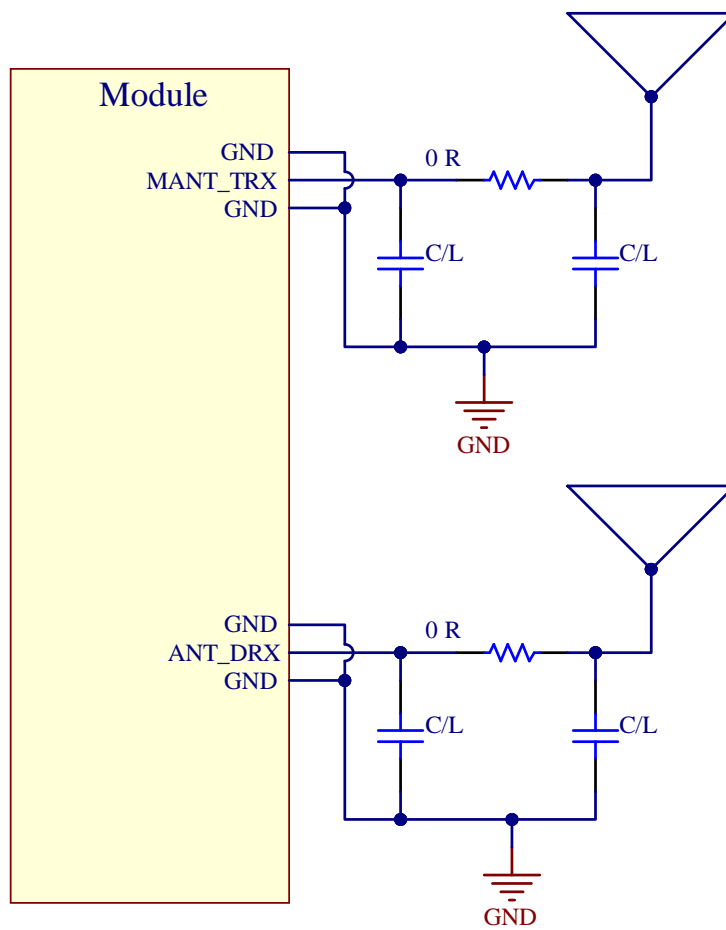 Module
GND
MANT_TRX
GND
0 R
C/L
C/L
GND
GND
ANT_DRX
GND
0 R
C/L
C/L
GND